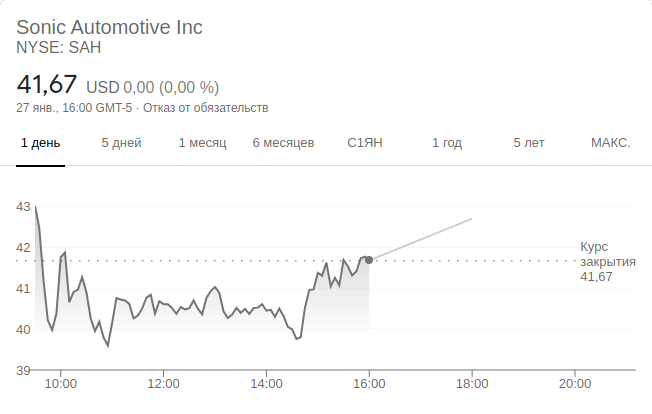 Sonic Automotive Inc
NYSE: SAH
41,67 USD 0,00 (0,00 %)
27 янв., 16:00 GMT-5 · Отказ от обязательств
1 день 5 дней 1 месяц 6 месяцев С1ЯН 1 год 5 лет МАКС.
43
42
Курс
закрытия
41,67
41
40
39
10:00 12:00 14:00 16:00 18:00 20:00